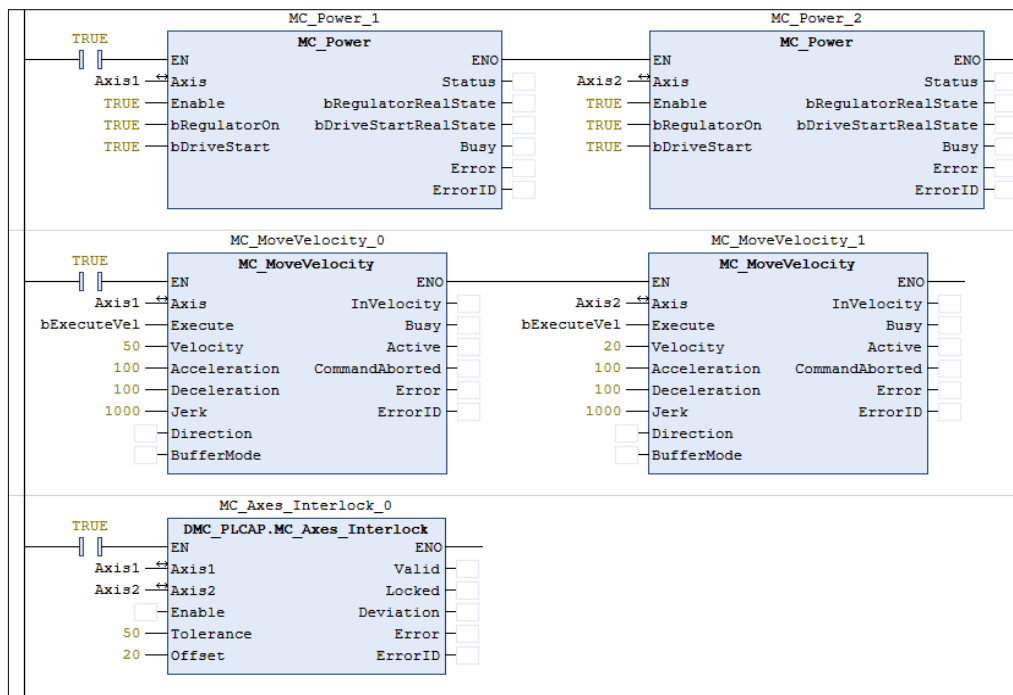 MC_Power_1 MC_Power_2
TRUE MC_Power MC_Power
EN ENO EN ENO
Axis1 Axis Status Axis2 Axis Status
TRUE Enable bRegulatorRealState TRUE Enable bRegulatorRealState
TRUE bRegulatorOn bDriveStartRealState TRUE bRegulatorOn bDriveStartRealState
TRUE bDriveStart Busy TRUE bDriveStart Busy
Error Error
ErrorID ErrorID
MC_MoveVelocity_0 MC_MoveVelocity_1
TRUE MC_MoveVelocity MC_MoveVelocity
EN ENO EN ENO
Axis1 Axis InVelocity Axis2 Axis InVelocity
bExecuteVel Execute Busy bExecuteVel Execute Busy
50 Velocity Active 20 Velocity Active
100 Acceleration CommandAborted 100 Acceleration CommandAborted
100 Deceleration Error 100 Deceleration Error
1000 Jerk ErrorID 1000 Jerk ErrorID
Direction Direction
BufferMode BufferMode
MC_Axes_Interlock_0
TRUE DMC_PLCAP.MC_Axes_Interlock
EN ENO
Axis1 Axis1 Valid
Axis2 Axis2 Locked
Enable Deviation
50 Tolerance Error
20 Offset ErrorID